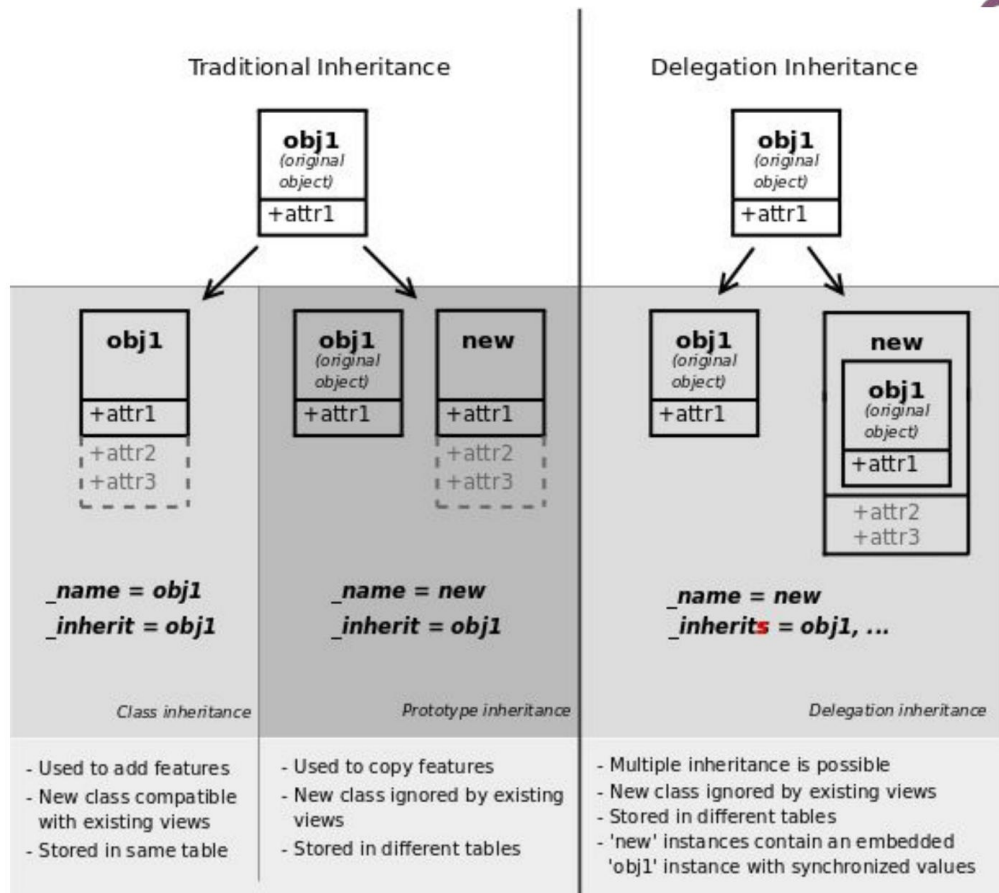 Traditional Inheritance
obj1
(original
object)
+attr1
obj1
+attr1
+attr2
+attr3
_name = obj1
_inherit = obj1
Class inheritance
- Used to add features
- New class compatible
with existing views
- Stored in same table
obj1
(original
object)
+attr1
new
+attr1
+attr2
+attr3
_name = new
_inherit = obj1
Prototype inheritance
- Used to copy features
- New class ignored by existing
views
- Stored in different tables
Delegation Inheritance
obj1
(original
object)
+attr1
obj1
(original
object)
+attr1
new
obj1
(original
object)
+attr1
+attr2
+attr3
_name = new
_inherits = obj1, ...
Delegation inheritance
- Multiple inheritance is possible
- New class ignored by existing views
- Stored in different tables
- 'new' instances contain an embedded
'obj1' instance with synchronized values